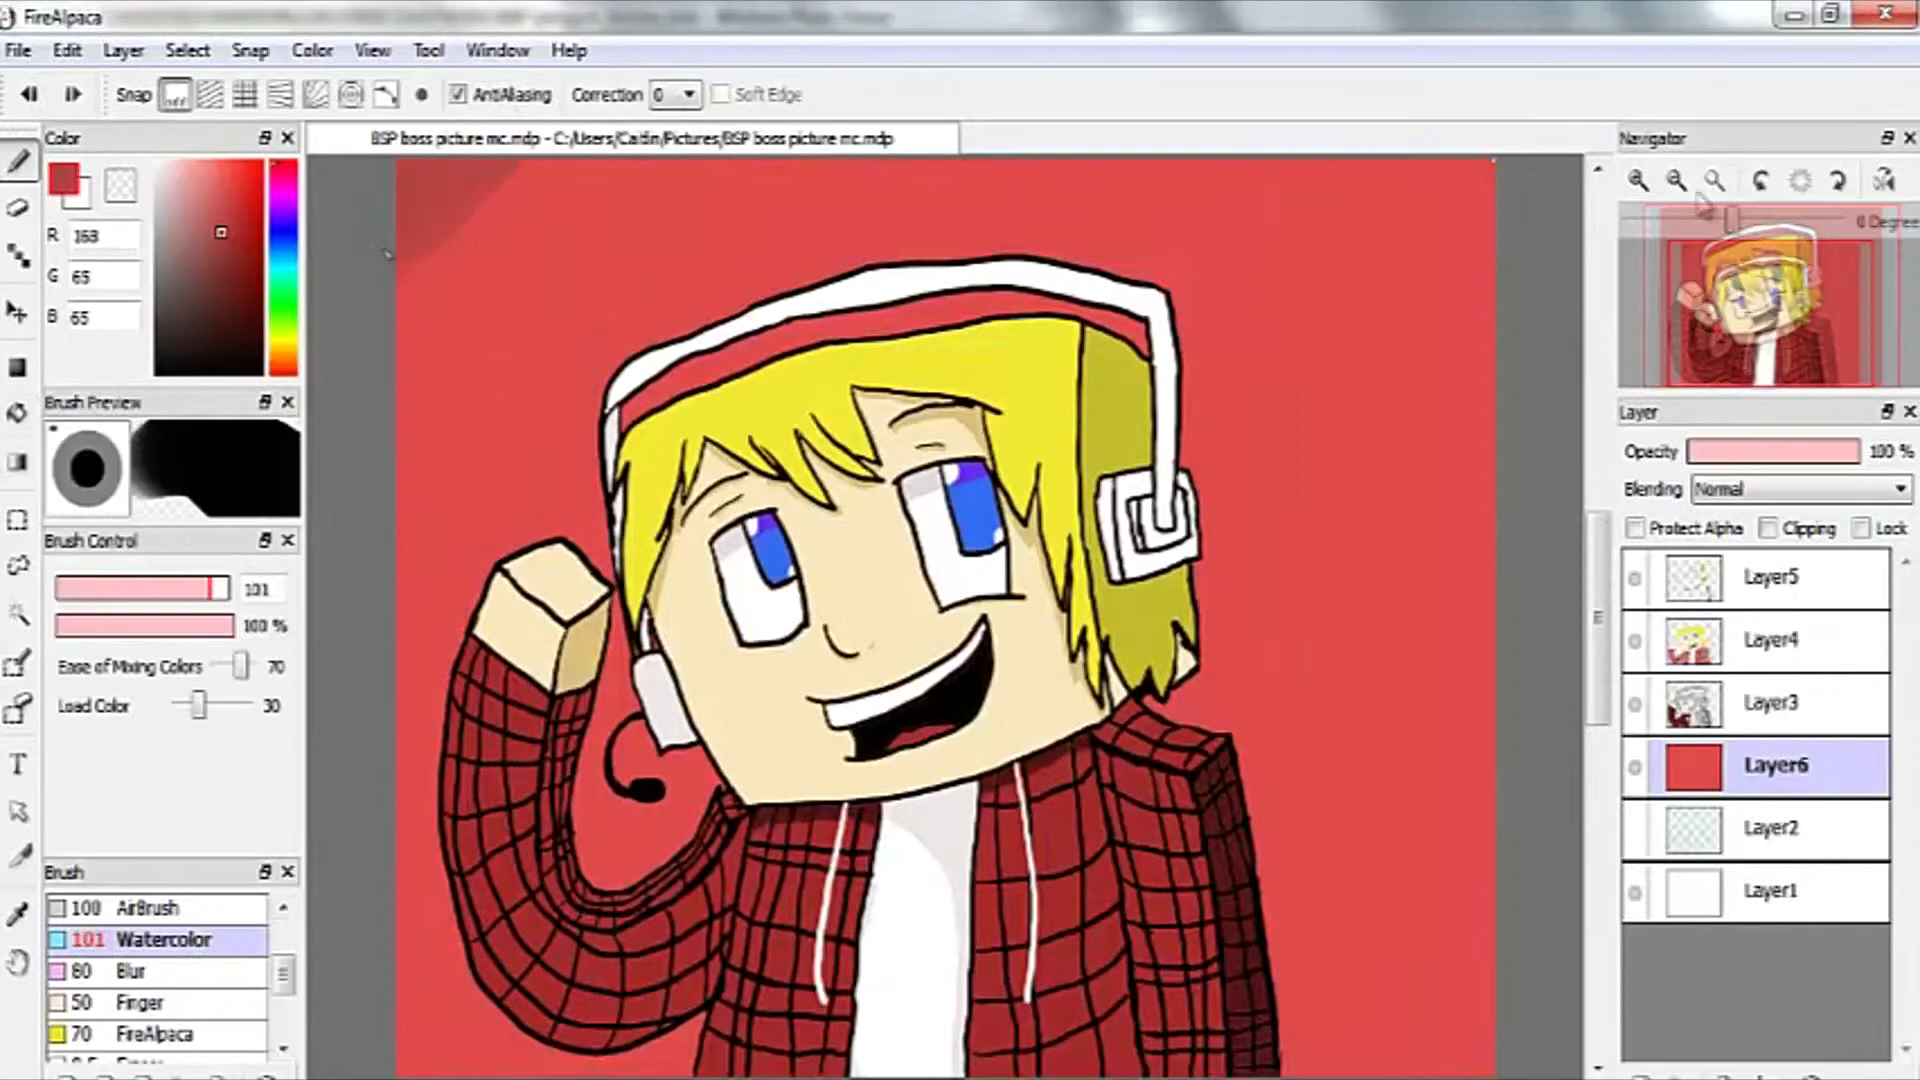 FireAlpaca
File Edit Layer Select Snap Color View Tool Window Help
Snap off AntiAliasing Correction 0 Soft Edge
Color
BSP boss picture mc.mdp - C:/Users/Caitlin/Pictures/BSP boss picture mc.mdp
Navigator
R 163
G 65
B 65
0 Degree
Brush Preview
Layer
Opacity 100 %
Blending Normal
Protect Alpha Clipping Lock
Brush Control
101
100 %
Ease of Mixing Colors 70
Load Color 30
Layer5
Layer4
Layer3
Layer6
Layer2
Layer1
T
Brush
100 AirBrush
101 Watercolor
80 Blur
50 Finger
70 FireAlpaca